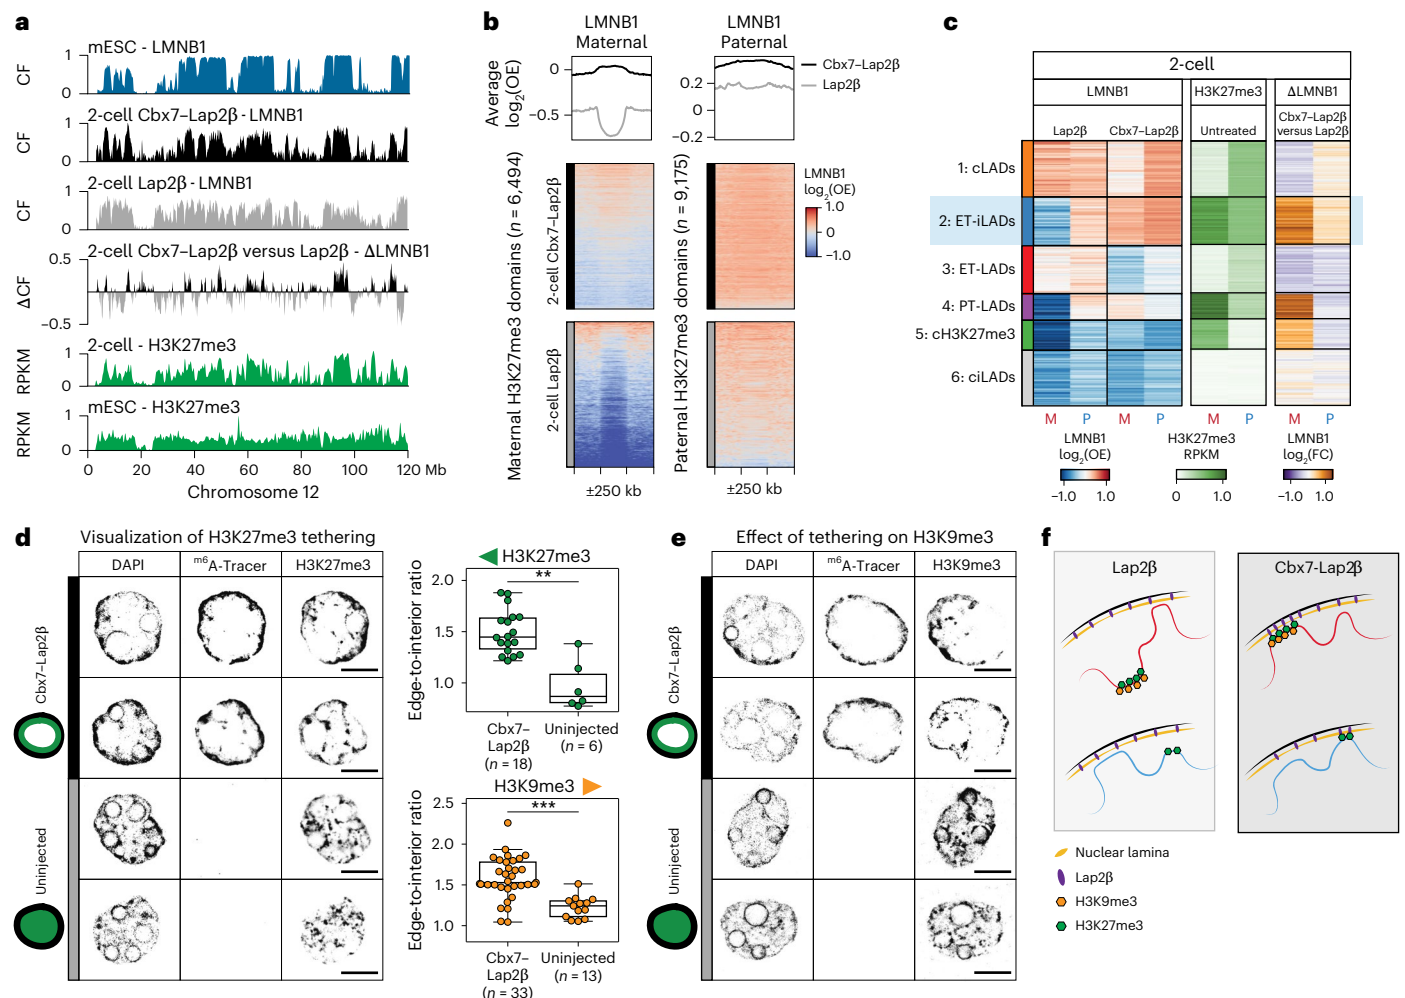 a
mESC - LMNB1
CF
1
0
2-cell Cbx7–Lap2β - LMNB1
CF
1
0
2-cell Lap2β - LMNB1
CF
1
0
2-cell Cbx7–Lap2β versus Lap2β - ΔLMNB1
ΔCF
0.5
−0.5
2-cell - H3K27me3
RPKM
1
0
mESC - H3K27me3
RPKM
1
0
0 20 40 60 80 100 120 Mb
Chromosome 12
b
LMNB1
Maternal
LMNB1
Paternal
Average
log2(OE)
0
−0.5
0.2
0
−0.2
Cbx7–Lap2β
Lap2β
Maternal H3K27me3 domains (n = 6,494)
2-cell Cbx7–Lap2β
2-cell Lap2β
Paternal H3K27me3 domains (n = 9,175)
LMNB1
log2(OE)
1.0
0
−1.0
±250 kb
±250 kb
c
2-cell
LMNB1
H3K27me3
ΔLMNB1
Lap2β
Cbx7–Lap2β
Untreated
Cbx7–Lap2β
versus Lap2β
1: cLADs
2: ET-iLADs
3: ET-LADs
4: PT-LADs
5: cH3K27me3
6: ciLADs
M P M P M P M P
LMNB1
log2(OE)
−1.0 1.0
H3K27me3
RPKM
0 1.0
LMNB1
log2(FC)
−1.0 1.0
d
Visualization of H3K27me3 tethering
DAPI
m6A-Tracer
H3K27me3
Cbx7–Lap2β
Uninjected
H3K27me3
Edge-to-interior ratio
2.0
1.5
1.0
**
Cbx7–
Lap2β
(n = 18)
Uninjected
(n = 6)
H3K9me3
Edge-to-interior ratio
2.5
2.0
1.5
1.0
***
Cbx7–
Lap2β
(n = 33)
Uninjected
(n = 13)
e
Effect of tethering on H3K9me3
DAPI
m6A-Tracer
H3K9me3
Cbx7–Lap2β
Uninjected
f
Lap2β
Cbx7-Lap2β
Nuclear lamina
Lap2β
H3K9me3
H3K27me3